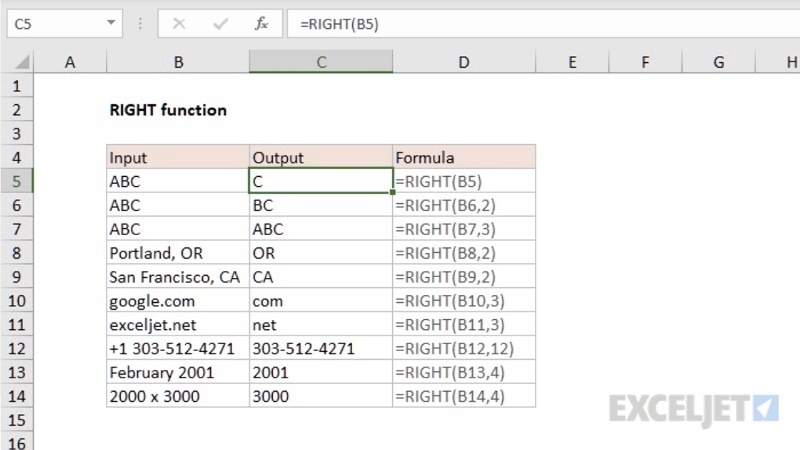 C5 fx =RIGHT(B5)
A B C D E F G H
1
2 RIGHT function
3
4 Input Output Formula
5 ABC C =RIGHT(B5)
6 ABC BC =RIGHT(B6,2)
7 ABC ABC =RIGHT(B7,3)
8 Portland, OR OR =RIGHT(B8,2)
9 San Francisco, CA CA =RIGHT(B9,2)
10 google.com com =RIGHT(B10,3)
11 exceljet.net net =RIGHT(B11,3)
12 +1 303-512-4271 303-512-4271 =RIGHT(B12,12)
13 February 2001 2001 =RIGHT(B13,4)
14 2000 x 3000 3000 =RIGHT(B14,4)
15
16
EXCELJET